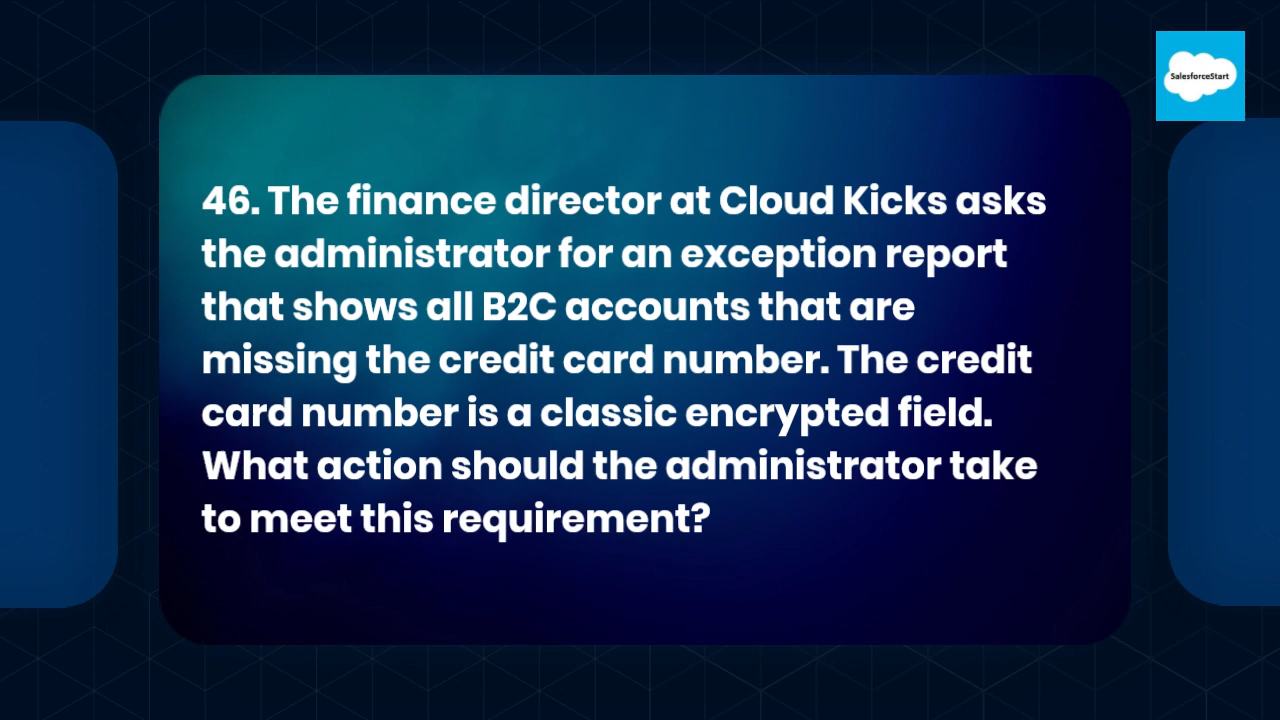 SalesforceStart
46. The finance director at Cloud Kicks asks
the administrator for an exception report
that shows all B2C accounts that are
missing the credit card number. The credit
card number is a classic encrypted field.
What action should the administrator take
to meet this requirement?